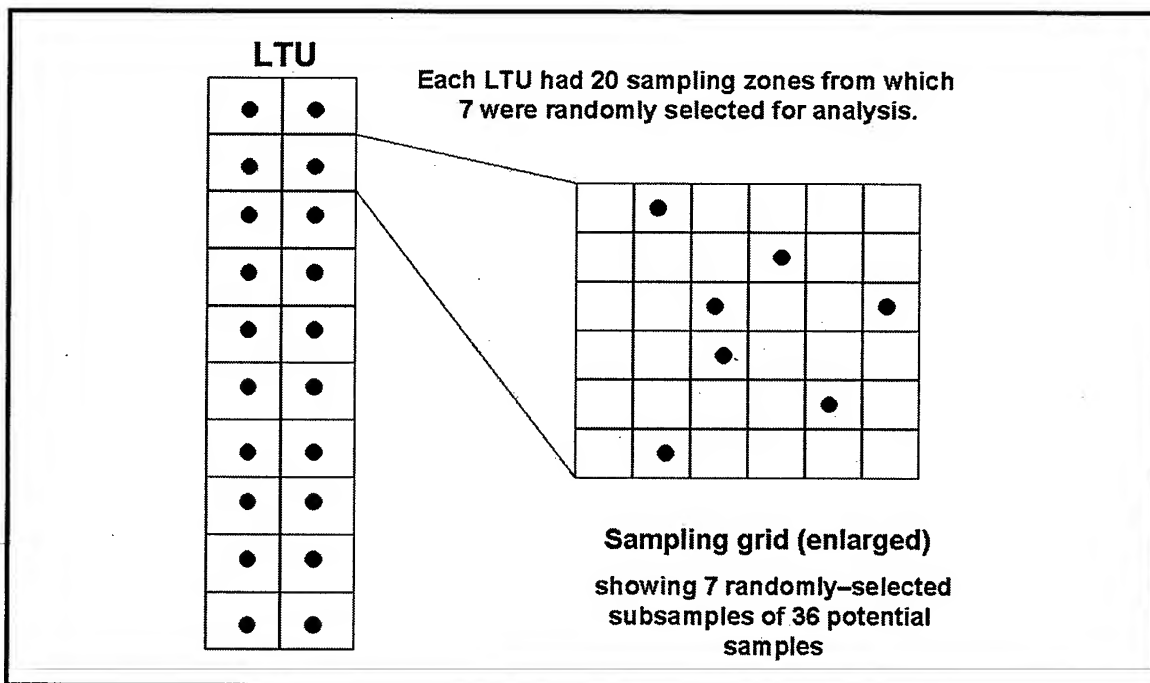 LTU
Each LTU had 20 sampling zones from which
7 were randomly selected for analysis.
Sampling grid (enlarged)
showing 7 randomly–selected
subsamples of 36 potential
samples